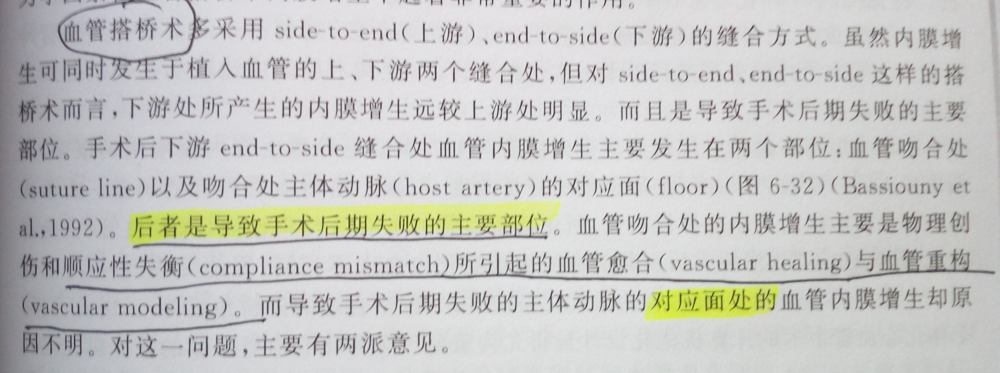 血管搭桥术多采用 side-to-end(上游)、end-to-side(下游)的缝合方式。虽然内膜增
生可同时发生于植入血管的上、下游两个缝合处,但对 side-to-end、end-to-side 这样的搭
桥术而言,下游处所产生的内膜增生远较上游处明显。而且是导致手术后期失败的主要
部位。手术后下游 end-to-side 缝合处血管内膜增生主要发生在两个部位:血管吻合处
(suture line)以及吻合处主体动脉(host artery)的对应面(floor)(图 6-32)(Bassiouny et
al.,1992)。后者是导致手术后期失败的主要部位。血管吻合处的内膜增生主要是物理创
伤和顺应性失衡(compliance mismatch)所引起的血管愈合(vascular healing)与血管重构
(vascular modeling)。而导致手术后期失败的主体动脉的对应面处的血管内膜增生却原
因不明。对这一问题,主要有两派意见。